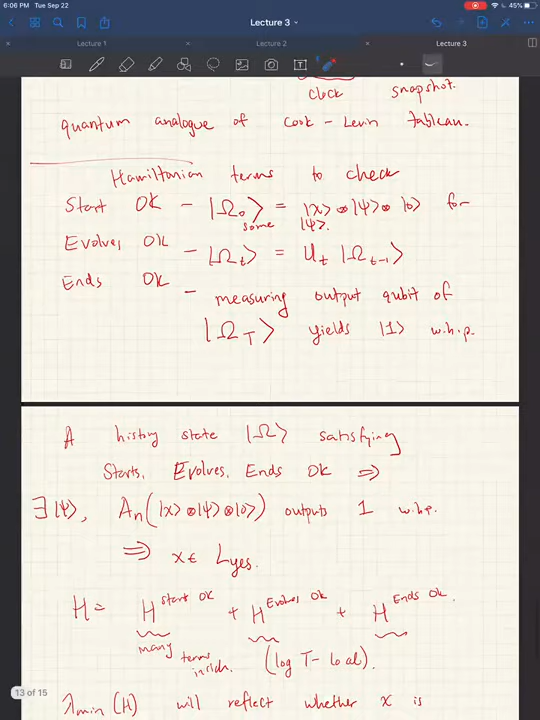 6:06 PM Tue Sep 22
45%
Lecture 3
Lecture 1
Lecture 2
Lecture 3
clock snapshot.
quantum analogue of Cook-Levin tableau.
Hamiltonian terms to check
Start OK - |Ω₀⟩ = |x⟩ ⊗ |ψ⟩ ⊗ |0⟩ for
some |ψ⟩.
Evolves OK - |Ω_t⟩ = U_t |Ω_{t-1}⟩
Ends OK - measuring output qubit of
|Ω_T⟩ yields |1⟩ w.h.p.
A history state |Ω⟩ satisfying
Starts, Evolves, Ends OK ⇒
∃|ψ⟩, A_n(|x⟩ ⊗ |ψ⟩ ⊗ |0⟩) outputs 1 w.h.p.
⇒ x ∈ L_yes.
H = H^{start OK} + H^{Evolves OK} + H^{Ends OK}.
many terms inside. (log T-local).
13 of 15
λ_min(H) will reflect whether x is